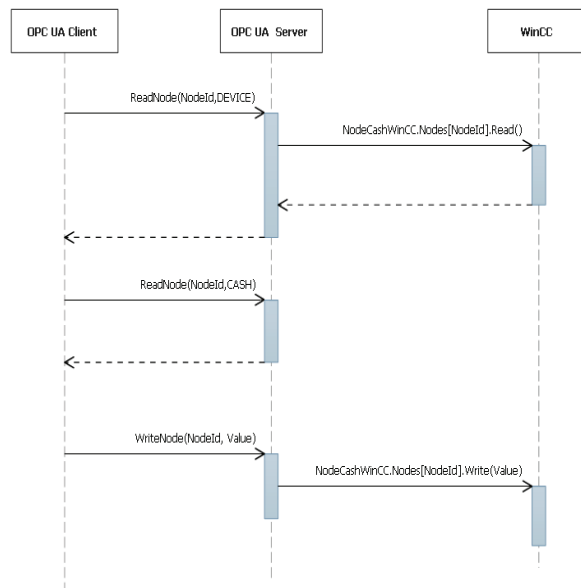 OPC UA Client
OPC UA Server
WinCC
ReadNode(NodeId,DEVICE)
NodeCashWinCC.Nodes[NodeId].Read()
ReadNode(NodeId,CASH)
WriteNode(NodeId, Value)
NodeCashWinCC.Nodes[NodeId].Write(Value)